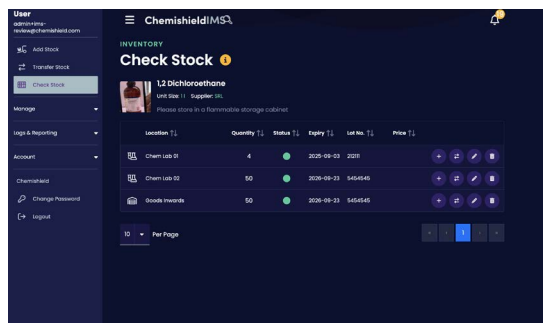 User
admin+ims-
review@chemishield.com
Add Stock
Transfer Stock
Check Stock
Manage
Logs & Reporting
Account
Chemishield
Change Password
Logout
ChemishieldIMS
INVENTORY
Check Stock
1,2 Dichloroethane
Unit Size: 1 l Supplier: SRL
Please store in a flammable storage cabinet
Location Quantity Status Expiry Lot No. Price
Chem Lab 01 4 2025-09-03 21211
Chem Lab 02 50 2026-09-23 5454545
Goods Inwards 50 2026-09-23 5454545
10 Per Page
1